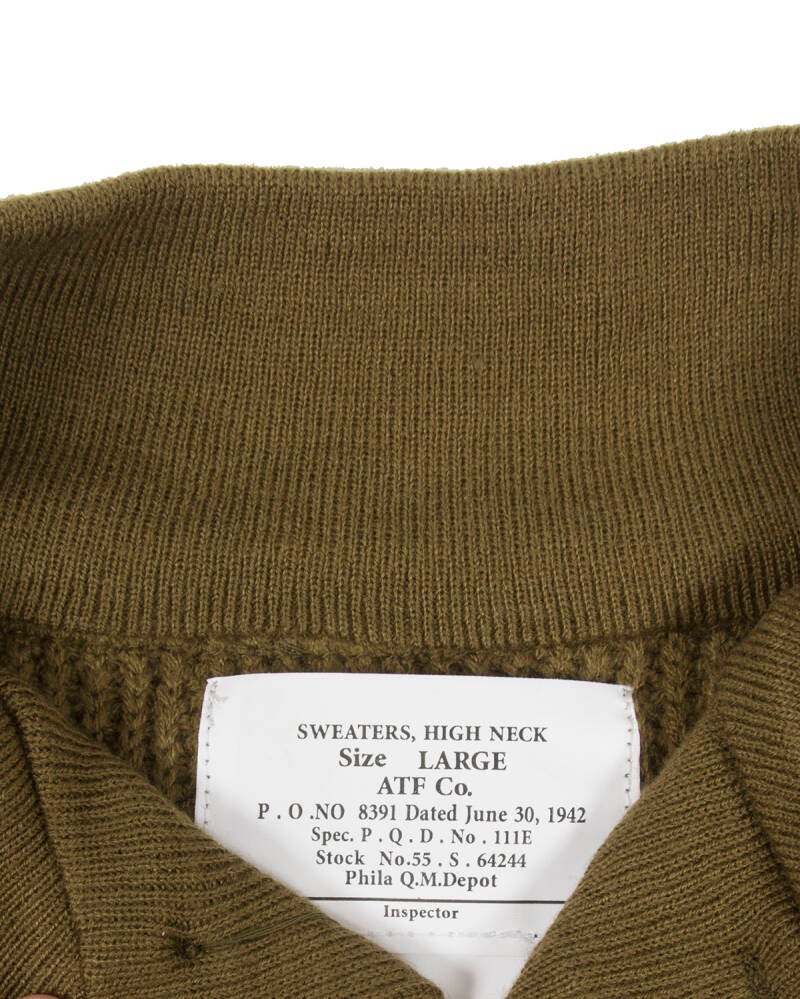 SWEATERS, HIGH NECK
Size LARGE
ATF Co.
P . O .NO 8391 Dated June 30, 1942
Spec. P . Q . D . No . 111E
Stock No.55 . S . 64244
Phila Q.M.Depot
Inspector